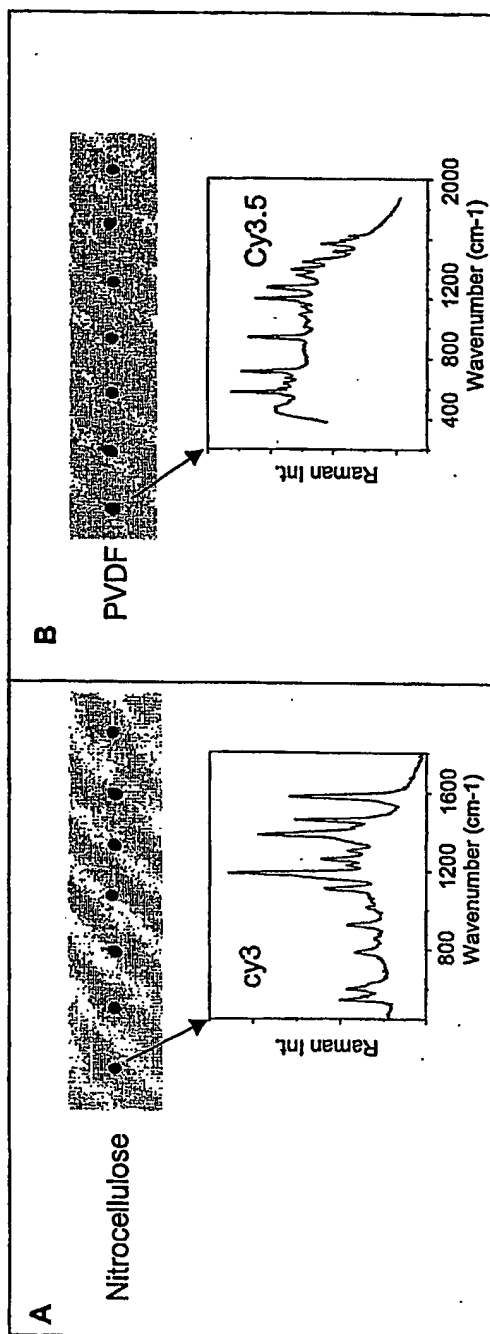 A
Nitrocellulose
cy3
Raman Int.
800 1200 1600
Wavenumber (cm-1)
B
PVDF
Cy3.5
Raman Int.
400 800 1200 2000
Wavenumber (cm-1)